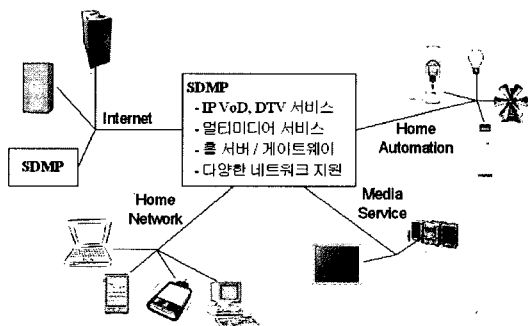 SDMP
- IP VoD, DTV 서비스
- 멀티미디어 서비스
- 홈 서버 / 게이트웨이
- 다양한 네트워크 지원
Internet
SDMP
Home
Automation
Home
Network
Media
Service